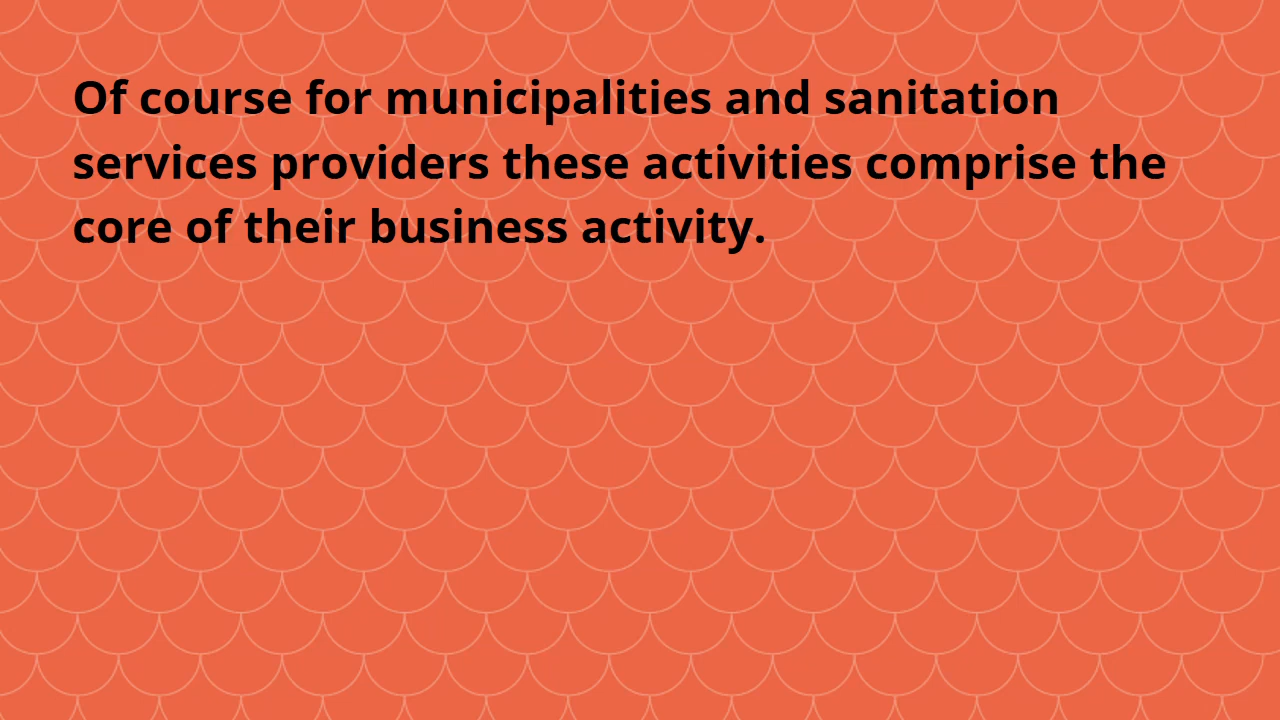 Of course for municipalities and sanitation
services providers these activities comprise the
core of their business activity.